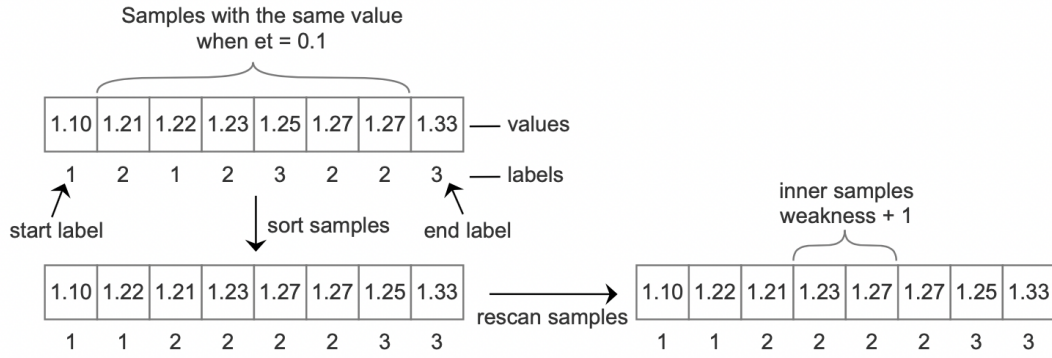 Samples with the same value
when et = 0.1
1.10 1.21 1.22 1.23 1.25 1.27 1.27 1.33 values
1 2 1 2 3 2 2 3 labels
start label
sort samples
end label
inner samples
weakness + 1
1.10 1.22 1.21 1.23 1.27 1.27 1.25 1.33
1 1 2 2 2 2 3 3
rescan samples
1.10 1.22 1.21 1.23 1.27 1.27 1.25 1.33
1 1 2 2 2 2 3 3